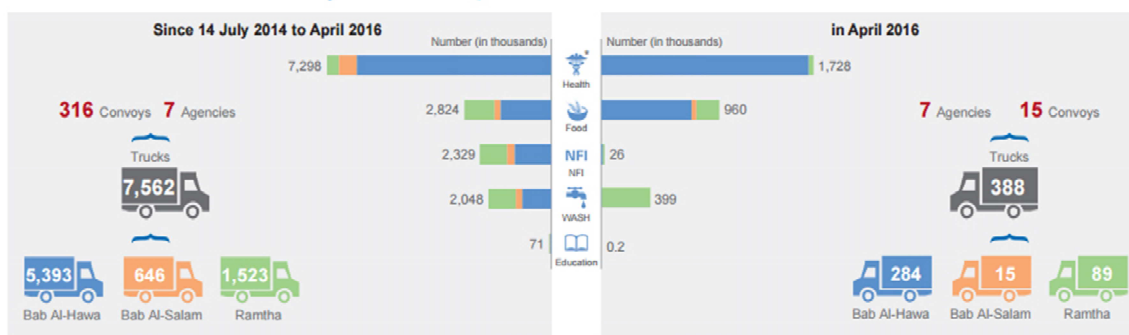 Since 14 July 2014 to April 2016
Number (in thousands)
7,298
2,824
316 Convoys 7 Agencies
Trucks
7,562
2,329
2,048
71
5,393
646
1,523
Bab Al-Hawa
Bab Al-Salam
Ramtha
*
Health
Food
NFI
NFI
WASH
Education
in April 2016
Number (in thousands)
1,728
960
7 Agencies 15 Convoys
26
Trucks
388
399
0.2
284
15
89
Bab Al-Hawa
Bab Al-Salam
Ramtha